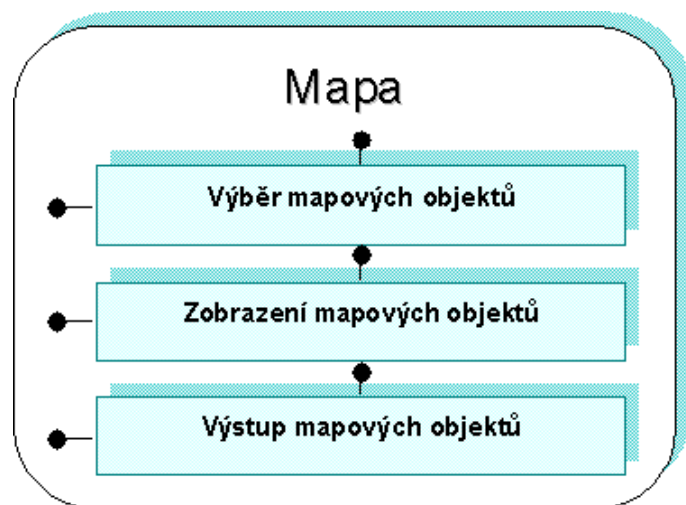 Mapa
Výběr mapových objektů
Zobrazení mapových objektů
Výstup mapových objektů